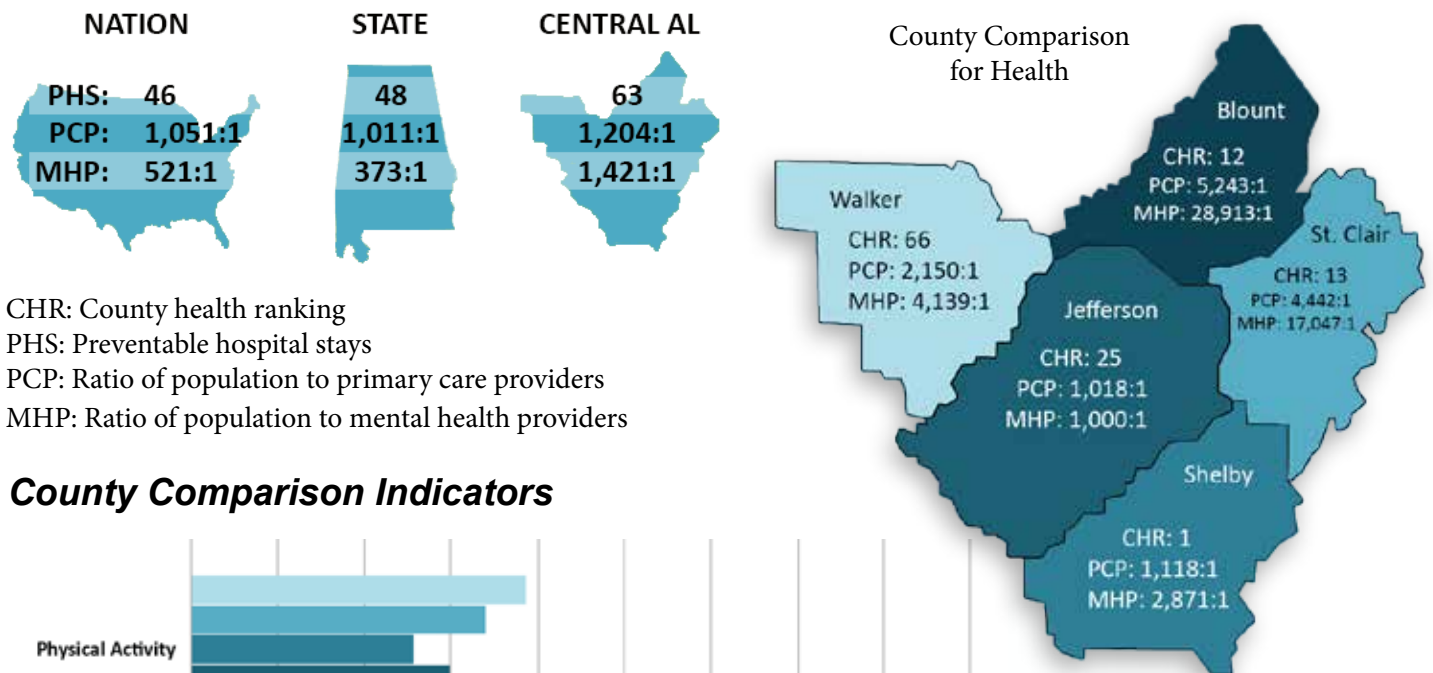 NATION STATE CENTRAL AL
PHS: 46 48 63
PCP: 1,051:1 1,011:1 1,204:1
MHP: 521:1 373:1 1,421:1
CHR: County health ranking
PHS: Preventable hospital stays
PCP: Ratio of population to primary care providers
MHP: Ratio of population to mental health providers
County Comparison
for Health
Blount
CHR: 12
PCP: 5,243:1
MHP: 28,913:1
Walker
CHR: 66
PCP: 2,150:1
MHP: 4,139:1
St. Clair
CHR: 13
PCP: 4,442:1
MHP: 17,047:1
Jefferson
CHR: 25
PCP: 1,018:1
MHP: 1,000:1
Shelby
CHR: 1
PCP: 1,118:1
MHP: 2,871:1
County Comparison Indicators
Physical Activity